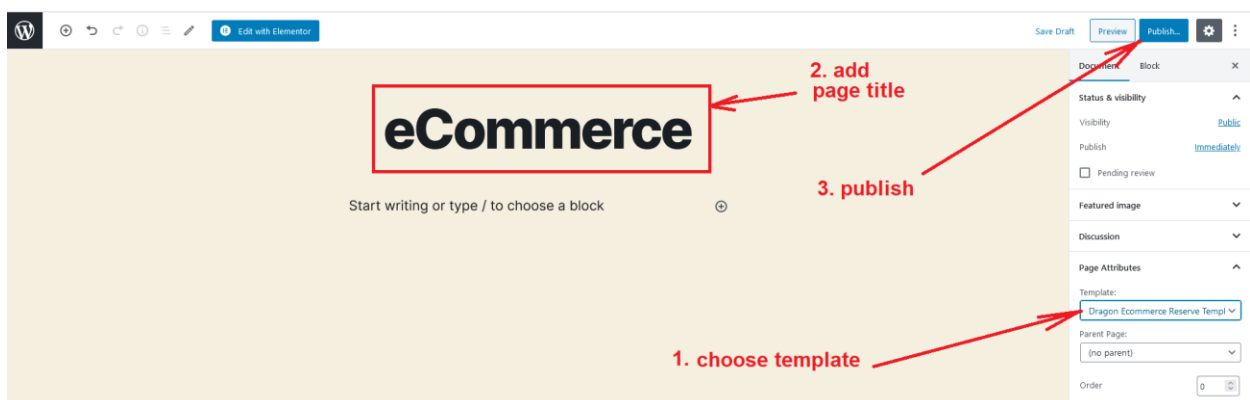 Edit with Elementor
Save Draft
Preview
Publish...
2. add
page title
eCommerce
Start writing or type / to choose a block
3. publish
1. choose template
Document
Block
Status & visibility
Visibility
Public
Publish
Immediately
Pending review
Featured image
Discussion
Page Attributes
Template:
Dragon Ecommerce Reserve Templ
Parent Page:
(no parent)
Order
0